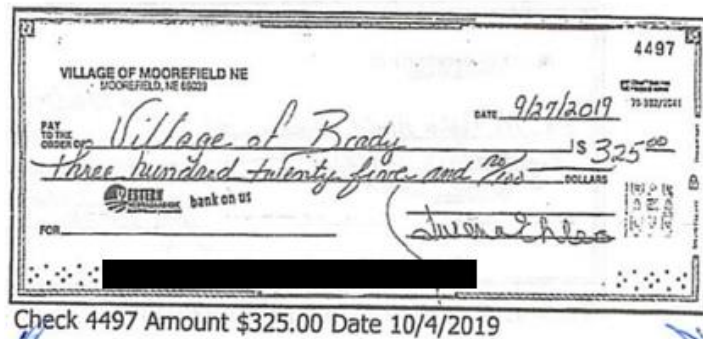 4497
VILLAGE OF MOOREFIELD NE
MOOREFIELD, NE 69039
DATE 9/27/2019
PAY TO THE ORDER OF Village of Brady $ 325 00
Three hundred twenty five and no/100 DOLLARS
bank on us
FOR
Check 4497 Amount $325.00 Date 10/4/2019